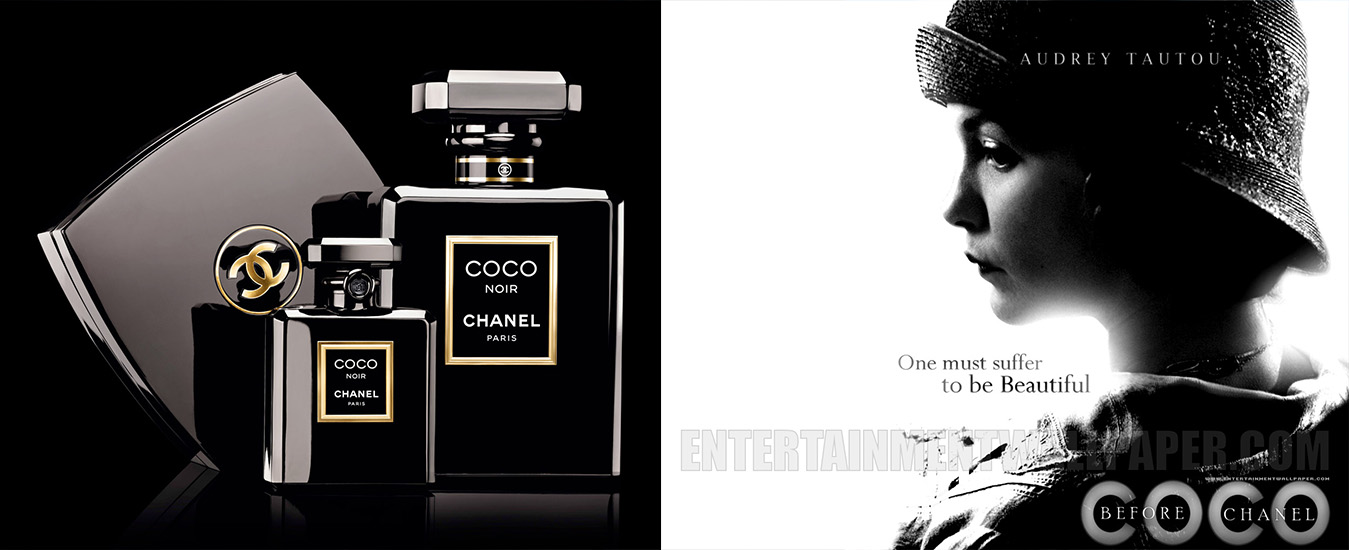 COCO
NOIR
CHANEL
PARIS
COCO
NOIR
CHANEL
PARIS
AUDREY TAUTOU
One must suffer
to be Beautiful
ENTERTAINMENTWALLPAPER.COM
WWW.ENTERTAINMENTWALLPAPER.COM
COCO
BEFORE CHANEL